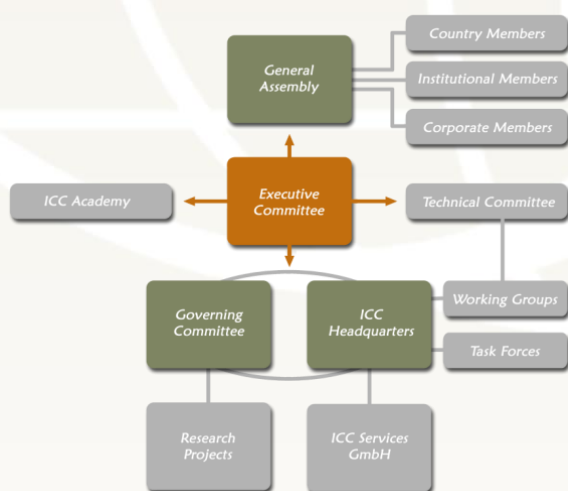 Country Members
General
Assembly
Institutional Members
Corporate Members
ICC Academy
Executive
Committee
Technical Committee
Governing
Committee
ICC
Headquarters
Working Groups
Task Forces
Research
Projects
ICC Services
GmbH